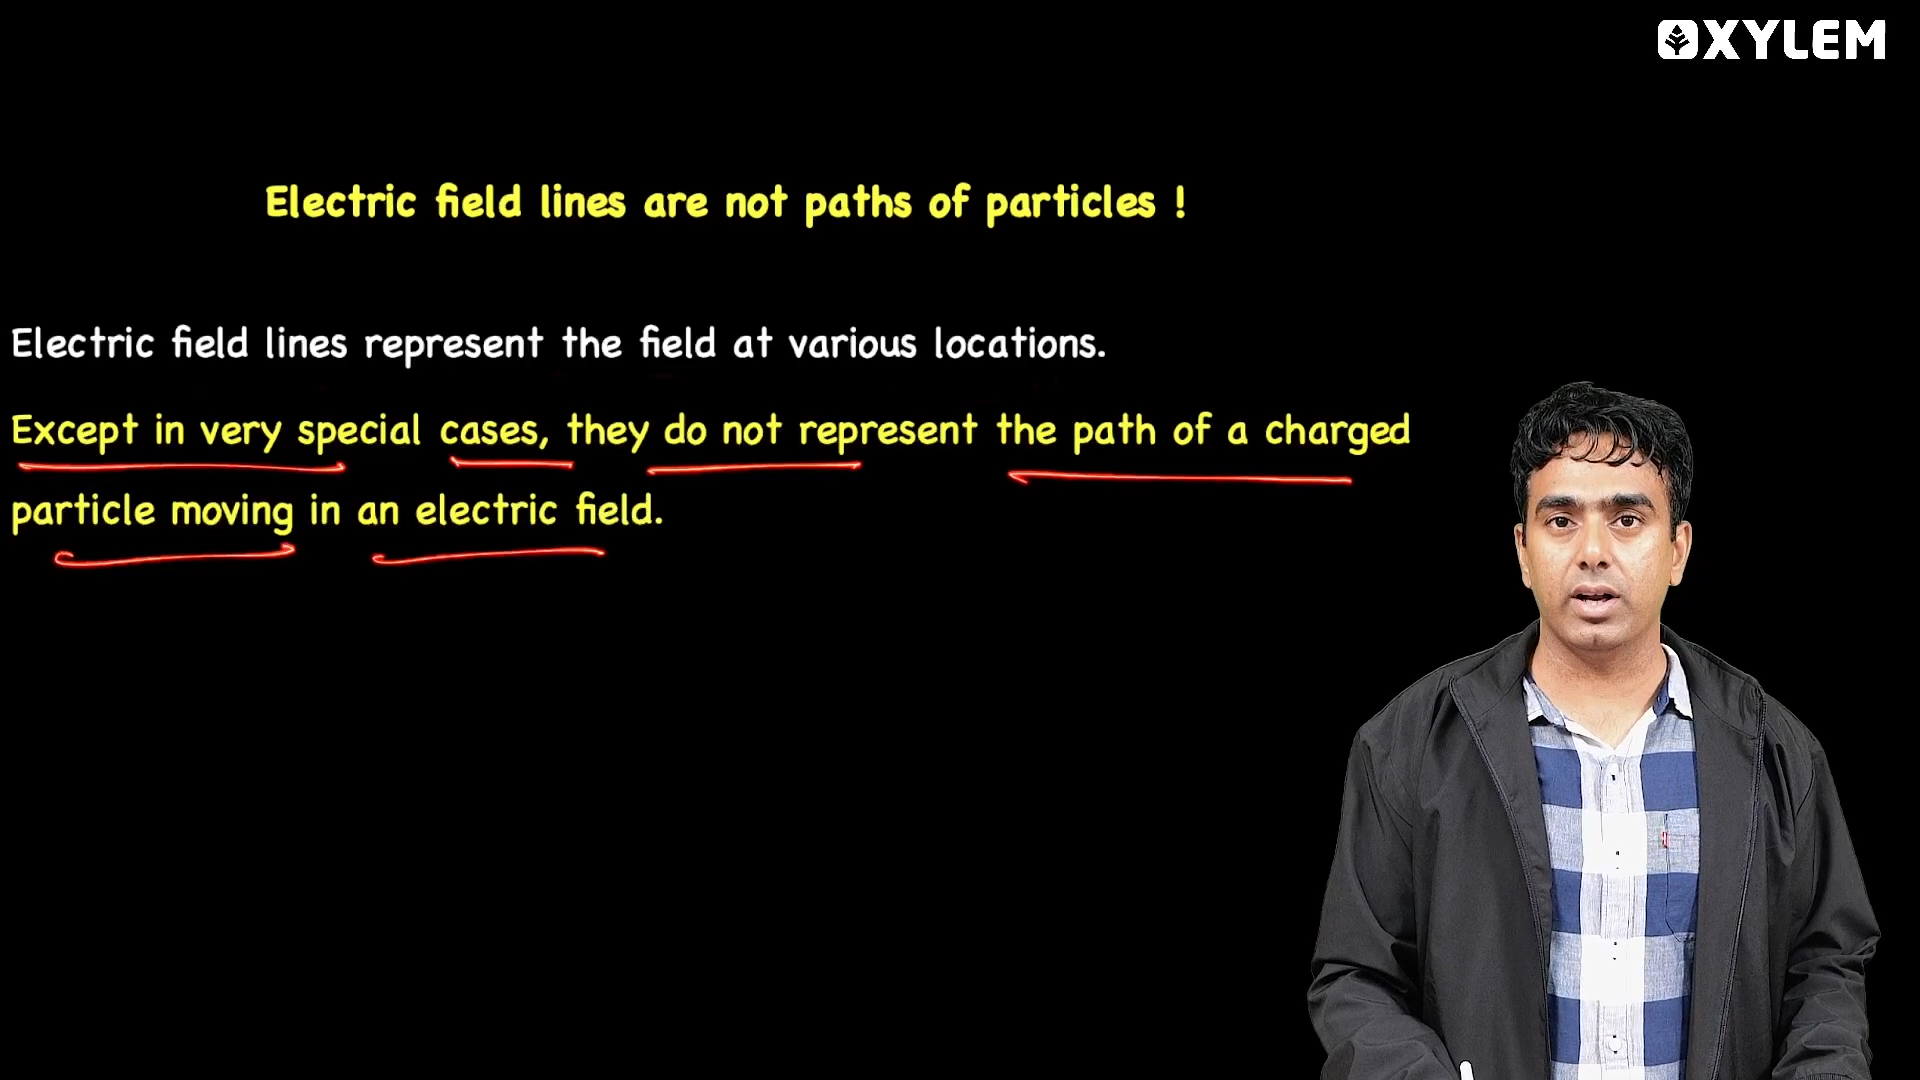 XYLEM
Electric field lines are not paths of particles !
Electric field lines represent the field at various locations.
Except in very special cases, they do not represent the path of a charged
particle moving in an electric field.